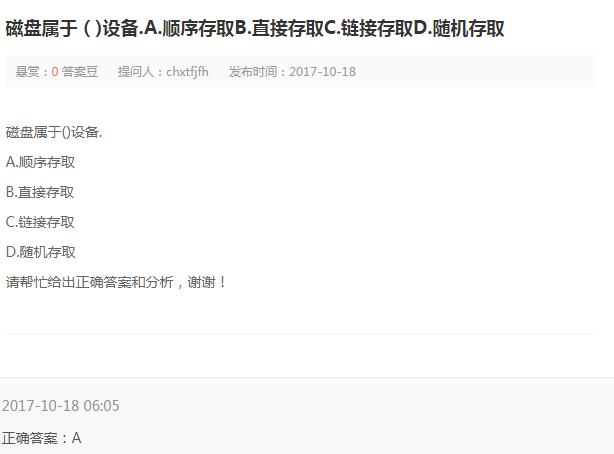 磁盘属于 ( )设备.A.顺序存取B.直接存取C.链接存取D.随机存取
悬赏：0 答案豆 提问人：chxtfjfh 发布时间：2017-10-18
磁盘属于()设备.
A.顺序存取
B.直接存取
C.链接存取
D.随机存取
请帮忙给出正确答案和分析，谢谢！
2017-10-18 06:05
正确答案：A